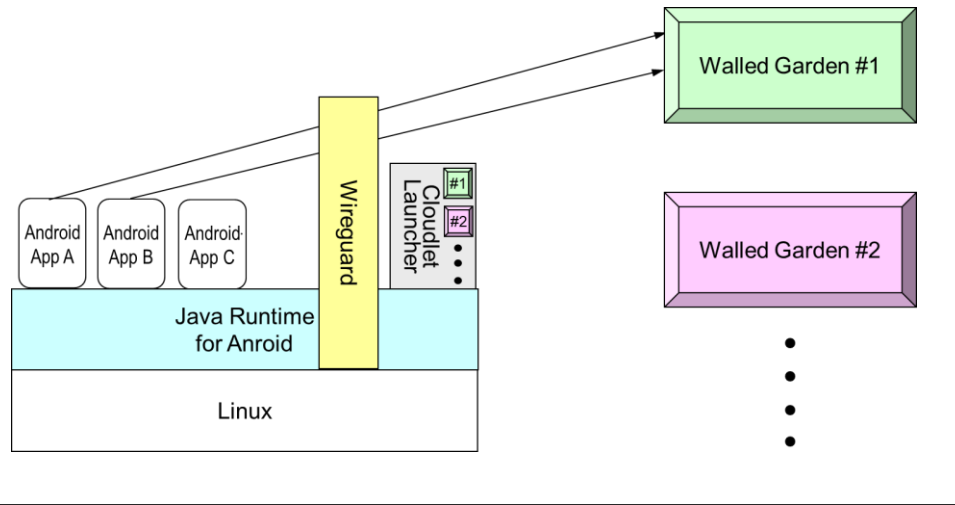 Walled Garden #1
Wireguard
Cloudlet
Launcher
#1
#2
Android
App A
Android
App B
Android
App C
Walled Garden #2
Java Runtime
for Anroid
Linux